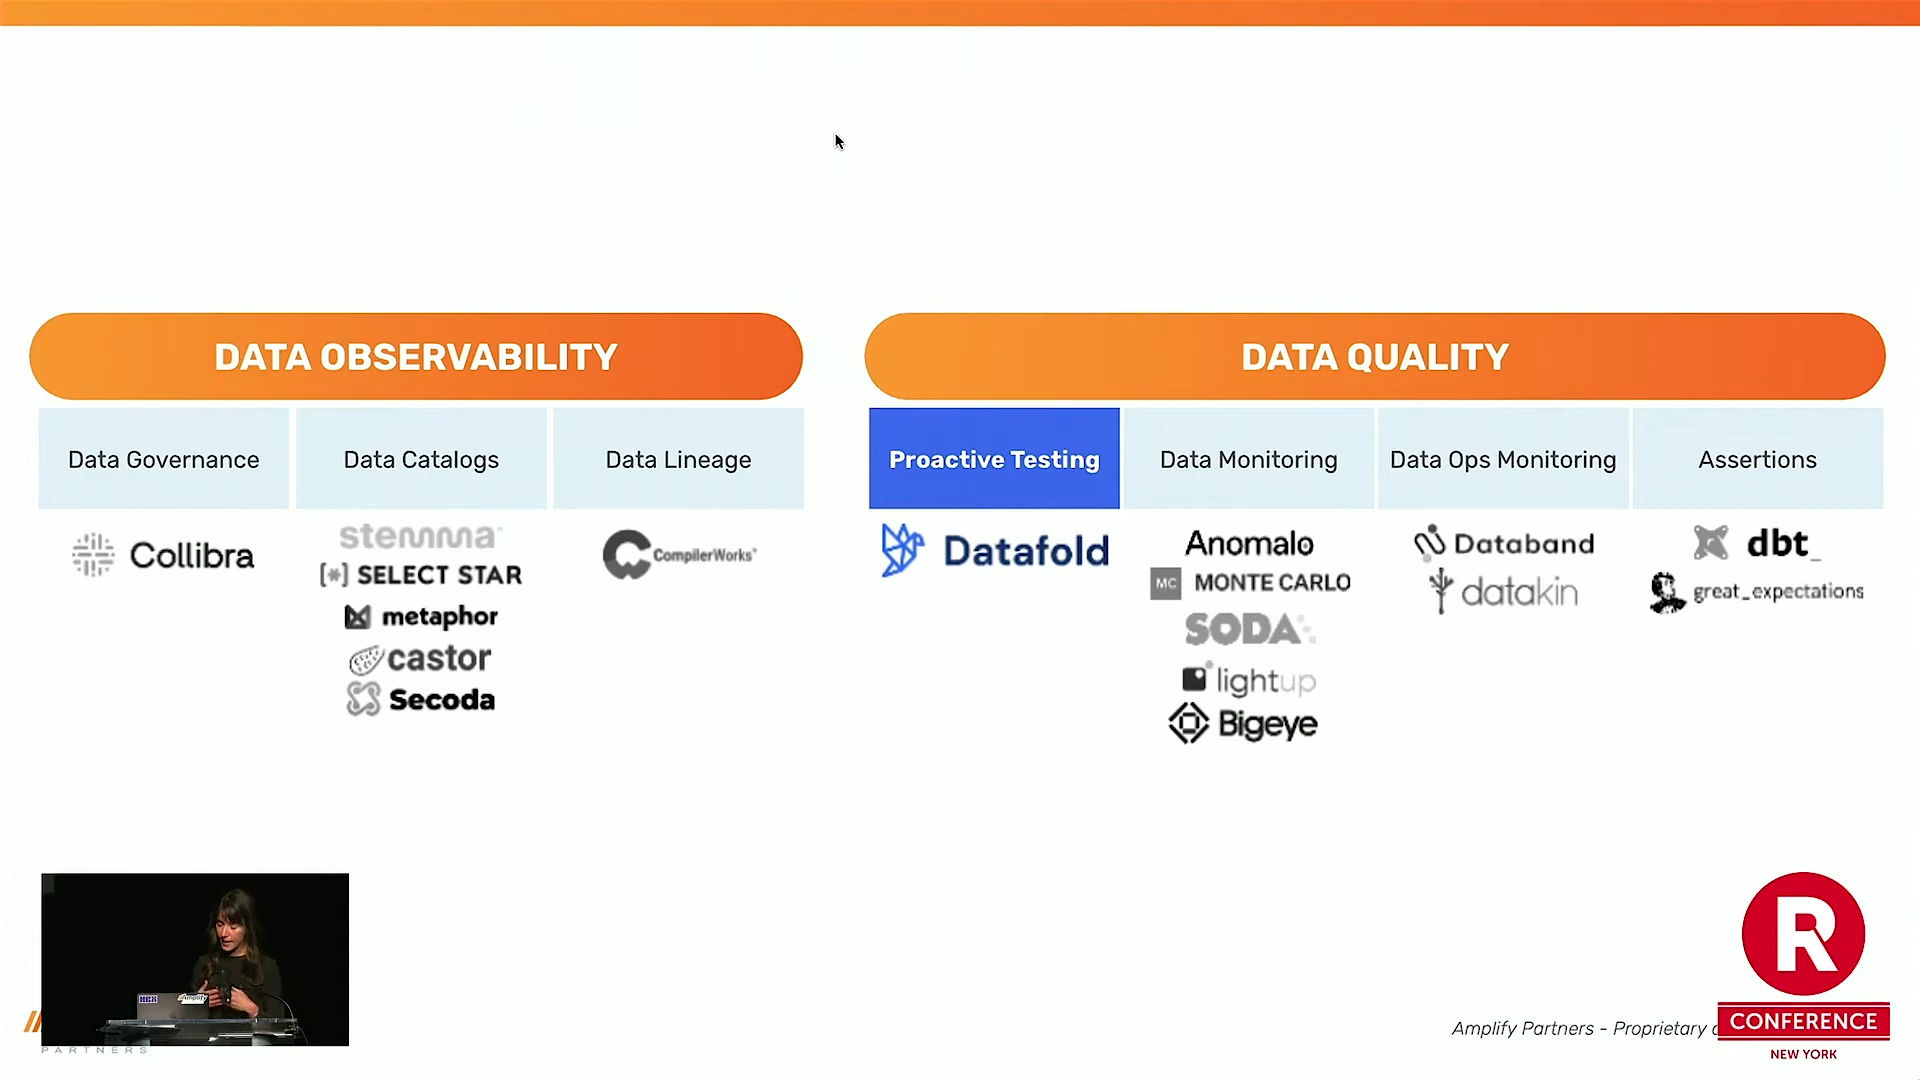 DATA OBSERVABILITY
Data Governance
Data Catalogs
Data Lineage
Collibra
stemma
[*] SELECT STAR
metaphor
castor
Secoda
CompilerWorks
DATA QUALITY
Proactive Testing
Data Monitoring
Data Ops Monitoring
Assertions
Datafold
Anomalo
MC MONTE CARLO
SODA
lightup
Bigeye
Databand
datakin
dbt_
great_expectations
HEX
Amplify
PARTNERS
Amplify Partners - Proprietary
R
CONFERENCE
NEW YORK